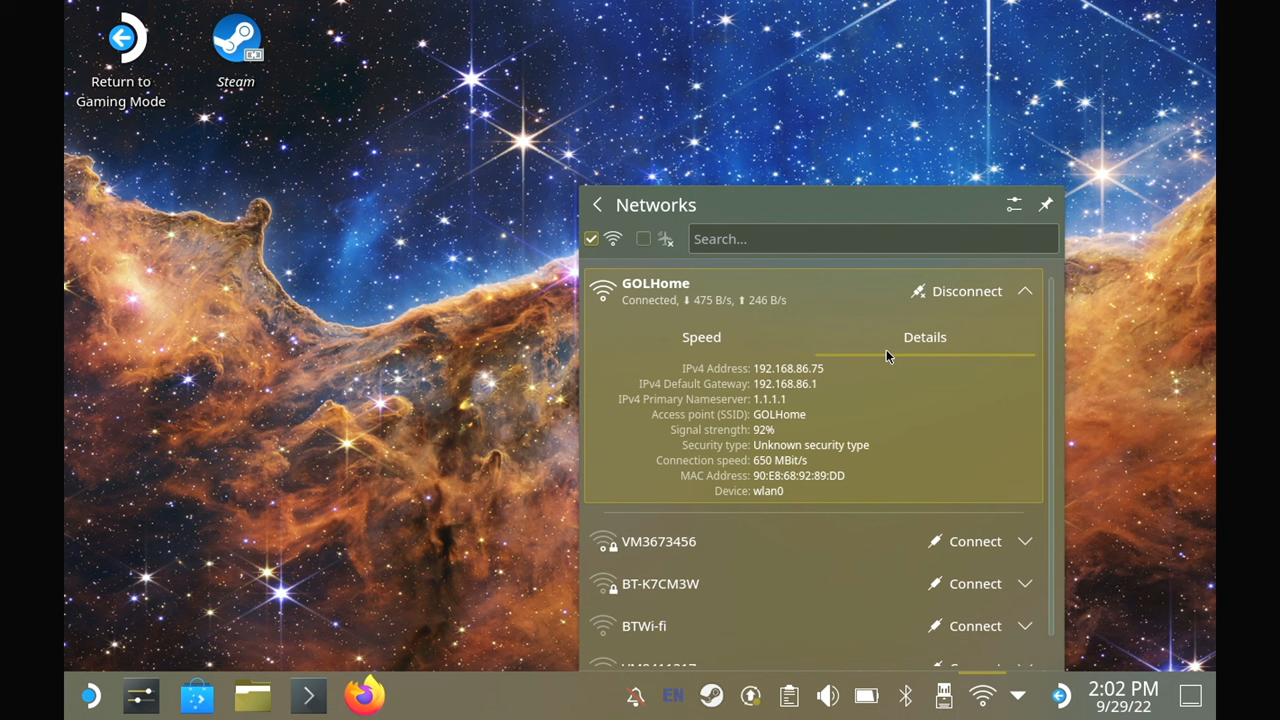 Return to
Gaming Mode
Steam
Networks
Search...
GOLHome
Connected, ⬇ 475 B/s, ⬆ 246 B/s
Disconnect
Speed
Details
IPv4 Address: 192.168.86.75
IPv4 Default Gateway: 192.168.86.1
IPv4 Primary Nameserver: 1.1.1.1
Access point (SSID): GOLHome
Signal strength: 92%
Security type: Unknown security type
Connection speed: 650 MBit/s
MAC Address: 90:E8:68:92:89:DD
Device: wlan0
VM3673456
Connect
BT-K7CM3W
Connect
BTWi-fi
Connect
EN
2:02 PM
9/29/22